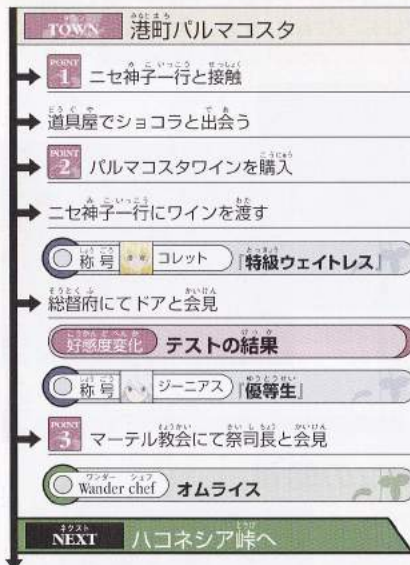 TOWN 港町パルマコスタ
POINT 1 ニセ神子一行と接触
道具屋でショコラと出会う
POINT 2 パルマコスタワインを購入
ニセ神子一行にワインを渡す
称号 コレット 『特級ウェイトレス』
総督府にてドアと会見
好感度変化 テストの結果
称号 ジーニアス 『優等生』
POINT 3 マーテル教会にて祭司長と会見
Wander chef オムライス
NEXT ハコネシア峠へ